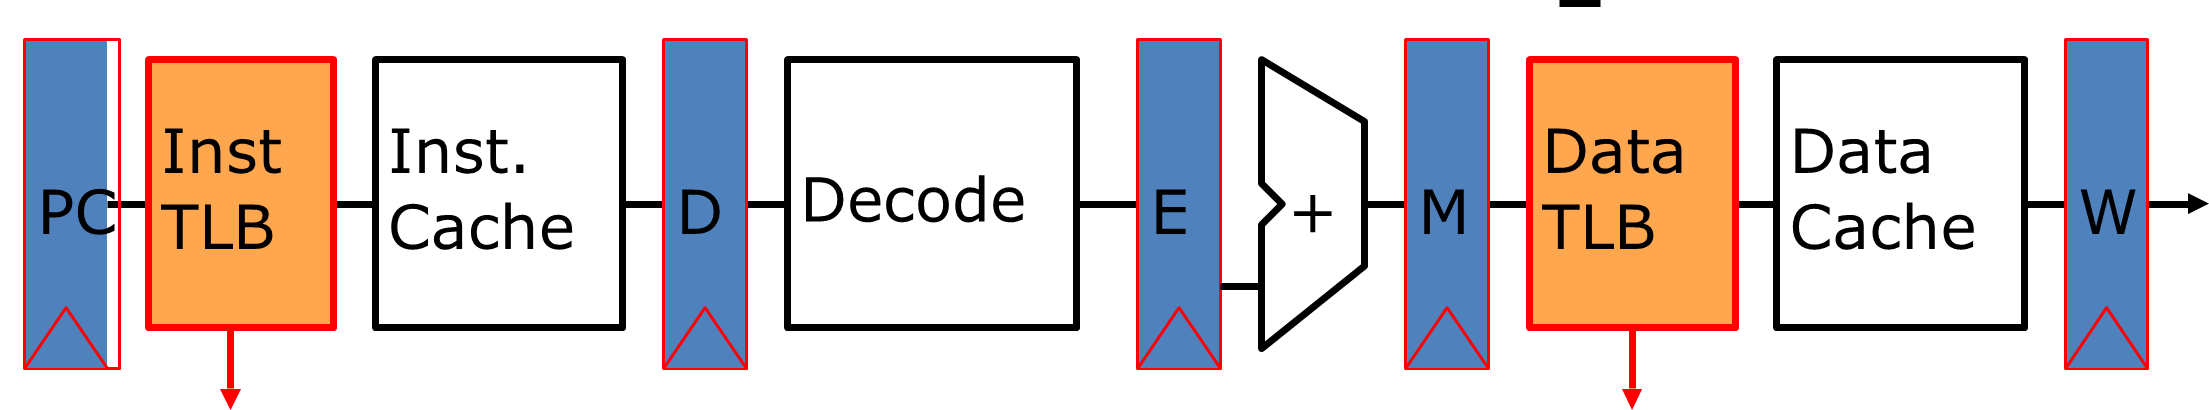 PC
Inst
TLB
Inst.
Cache
D
Decode
E
+
M
Data
TLB
Data
Cache
W